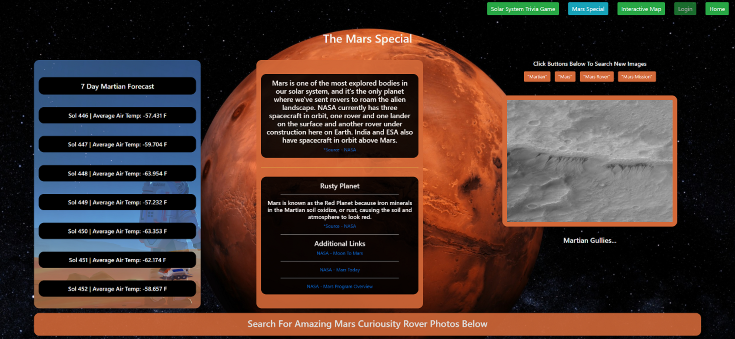 Solar System Trivia Game
Mars Special
Interactive Map
Login
Home
The Mars Special
7 Day Martian Forecast
Sol 446 | Average Air Temp: -57.431 F
Sol 447 | Average Air Temp: -59.704 F
Sol 448 | Average Air Temp: -63.954 F
Sol 449 | Average Air Temp: -57.232 F
Sol 450 | Average Air Temp: -63.353 F
Sol 451 | Average Air Temp: -62.174 F
Sol 452 | Average Air Temp: -58.657 F
Mars is one of the most explored bodies in
our solar system, and it's the only planet
where we've sent rovers to roam the alien
landscape. NASA currently has three
spacecraft in orbit, one rover and one lander
on the surface and another rover under
construction here on Earth. India and ESA also
have spacecraft in orbit above Mars.
*Source - NASA
Rusty Planet
Mars is known as the Red Planet because iron minerals
in the Martian soil oxidize, or rust, causing the soil and
atmosphere to look red.
*Source - NASA
Additional Links
NASA - Moon To Mars
NASA - Mars Today
NASA - Mars Program Overview
Click Buttons Below To Search New Images
"Martian"
"Mars"
"Mars Rover"
"Mars Mission"
Martian Gullies...
Search For Amazing Mars Curiousity Rover Photos Below